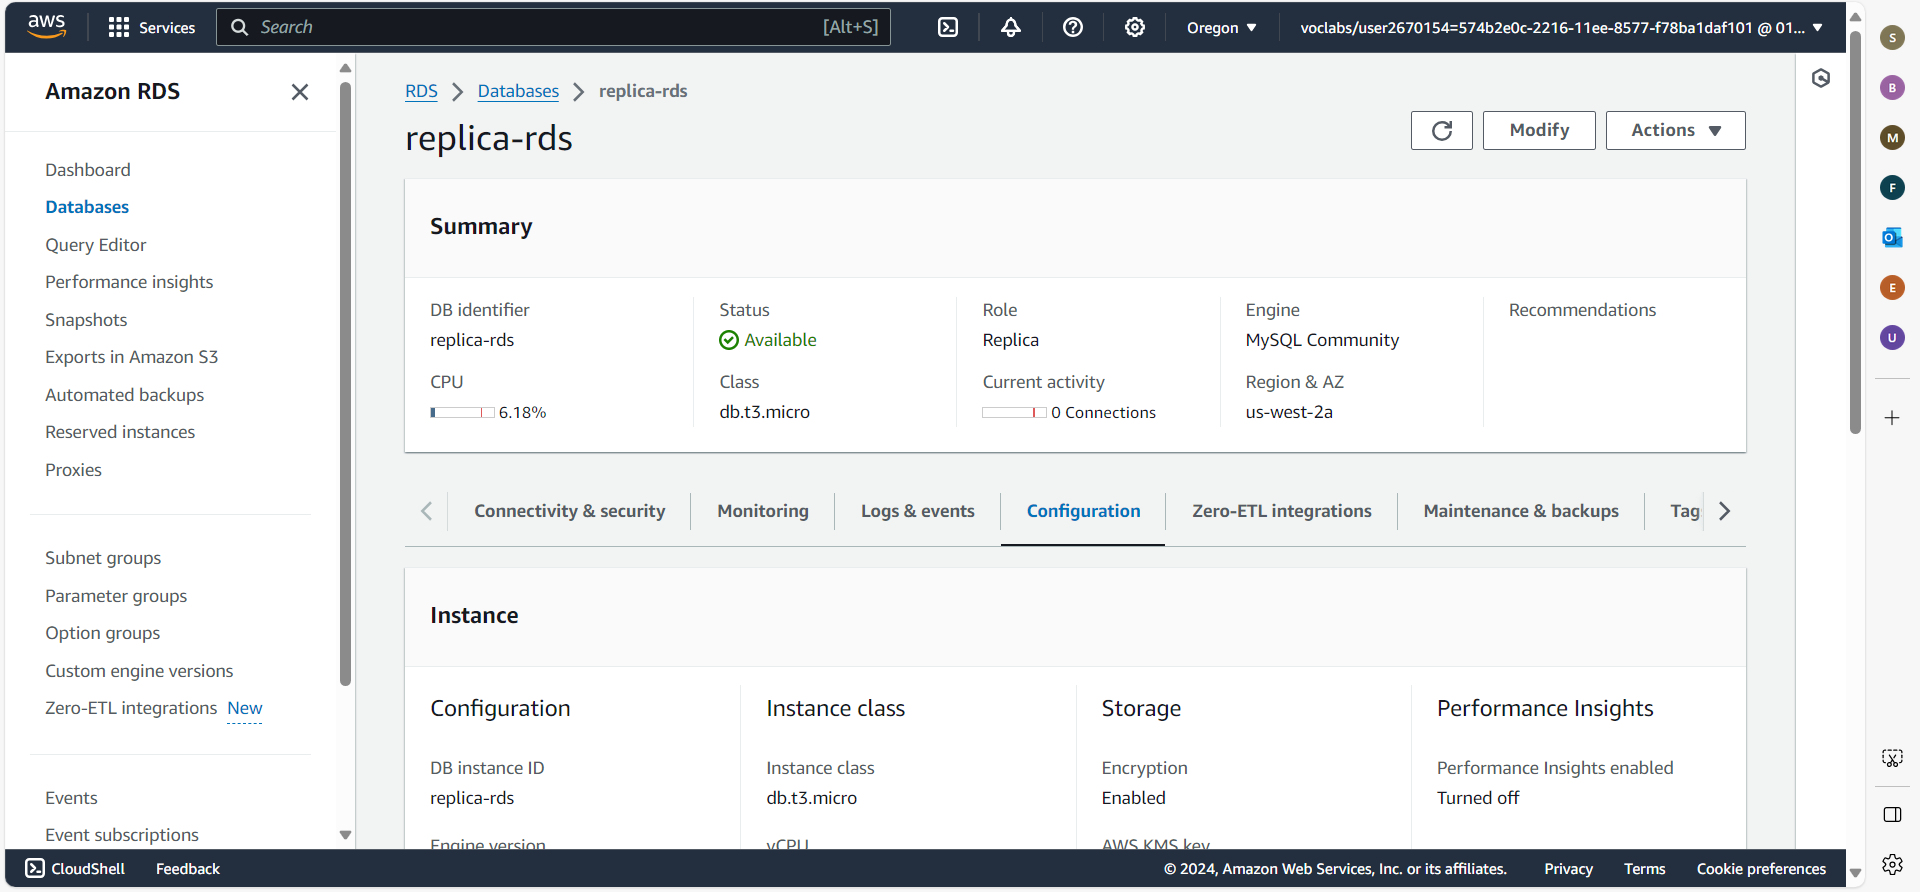 aws
Services
Search
[Alt+S]
Oregon
voclabs/user2670154=574b2e0c-2216-11ee-8577-f78ba1daf101 @ 01...
Amazon RDS
Dashboard
Databases
Query Editor
Performance insights
Snapshots
Exports in Amazon S3
Automated backups
Reserved instances
Proxies
Subnet groups
Parameter groups
Option groups
Custom engine versions
Zero-ETL integrations New
Events
Event subscriptions
RDS
Databases
replica-rds
replica-rds
Modify
Actions
Summary
DB identifier
replica-rds
Status
Available
Role
Replica
Engine
MySQL Community
Recommendations
CPU
6.18%
Class
db.t3.micro
Current activity
0 Connections
Region & AZ
us-west-2a
Connectivity & security
Monitoring
Logs & events
Configuration
Zero-ETL integrations
Maintenance & backups
Tag
Instance
Configuration
DB instance ID
replica-rds
Engine version
Instance class
Instance class
db.t3.micro
vCPU
Storage
Encryption
Enabled
AWS KMS key
Performance Insights
Performance Insights enabled
Turned off
CloudShell
Feedback
© 2024, Amazon Web Services, Inc. or its affiliates.
Privacy
Terms
Cookie preferences
S
B
M
F
O
E
U